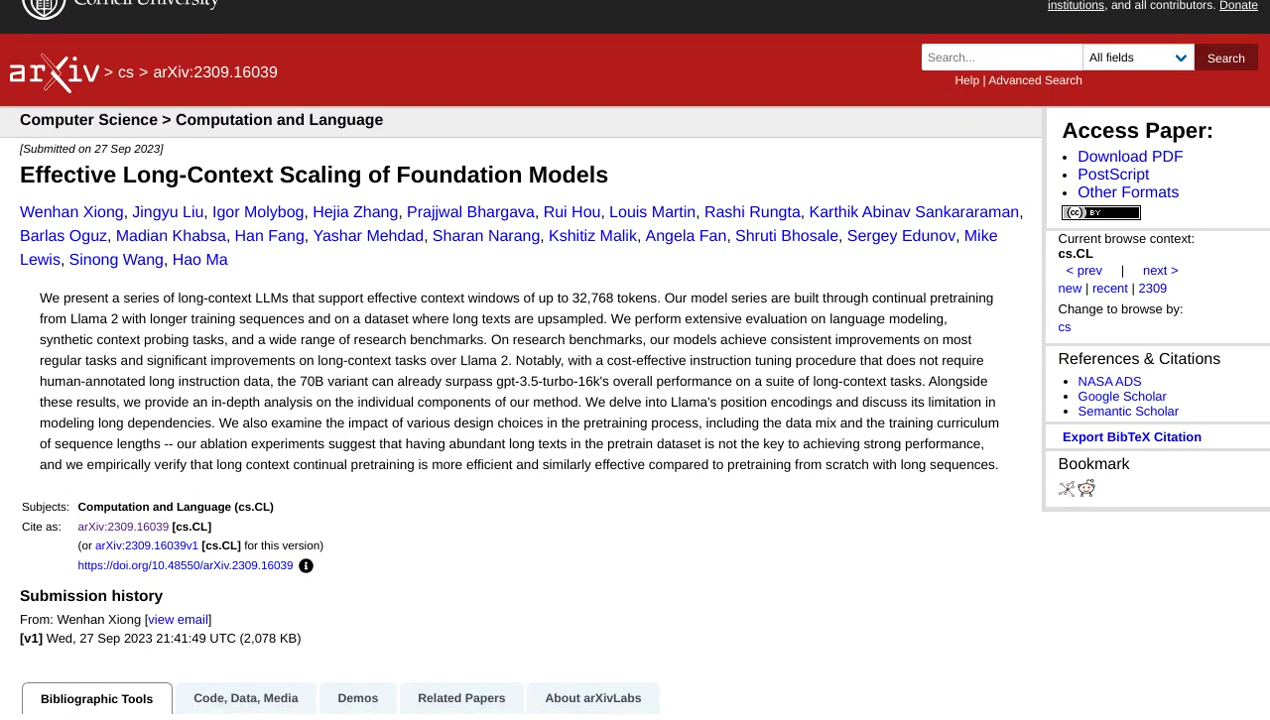 Cornell University
institutions, and all contributors. Donate
arXiv > cs > arXiv:2309.16039
Search...
All fields
Search
Help | Advanced Search
Computer Science > Computation and Language
[Submitted on 27 Sep 2023]
Effective Long-Context Scaling of Foundation Models
Wenhan Xiong, Jingyu Liu, Igor Molybog, Hejia Zhang, Prajjwal Bhargava, Rui Hou, Louis Martin, Rashi Rungta, Karthik Abinav Sankararaman,
Barlas Oguz, Madian Khabsa, Han Fang, Yashar Mehdad, Sharan Narang, Kshitiz Malik, Angela Fan, Shruti Bhosale, Sergey Edunov, Mike
Lewis, Sinong Wang, Hao Ma
We present a series of long-context LLMs that support effective context windows of up to 32,768 tokens. Our model series are built through continual pretraining
from Llama 2 with longer training sequences and on a dataset where long texts are upsampled. We perform extensive evaluation on language modeling,
synthetic context probing tasks, and a wide range of research benchmarks. On research benchmarks, our models achieve consistent improvements on most
regular tasks and significant improvements on long-context tasks over Llama 2. Notably, with a cost-effective instruction tuning procedure that does not require
human-annotated long instruction data, the 70B variant can already surpass gpt-3.5-turbo-16k's overall performance on a suite of long-context tasks. Alongside
these results, we provide an in-depth analysis on the individual components of our method. We delve into Llama's position encodings and discuss its limitation in
modeling long dependencies. We also examine the impact of various design choices in the pretraining process, including the data mix and the training curriculum
of sequence lengths -- our ablation experiments suggest that having abundant long texts in the pretrain dataset is not the key to achieving strong performance,
and we empirically verify that long context continual pretraining is more efficient and similarly effective compared to pretraining from scratch with long sequences.
Subjects: Computation and Language (cs.CL)
Cite as: arXiv:2309.16039 [cs.CL]
(or arXiv:2309.16039v1 [cs.CL] for this version)
https://doi.org/10.48550/arXiv.2309.16039
Submission history
From: Wenhan Xiong [view email]
[v1] Wed, 27 Sep 2023 21:41:49 UTC (2,078 KB)
Bibliographic Tools
Code, Data, Media
Demos
Related Papers
About arXivLabs
Access Paper:
Download PDF
PostScript
Other Formats
(cc) BY
Current browse context:
cs.CL
< prev | next >
new | recent | 2309
Change to browse by:
cs
References & Citations
NASA ADS
Google Scholar
Semantic Scholar
Export BibTeX Citation
Bookmark